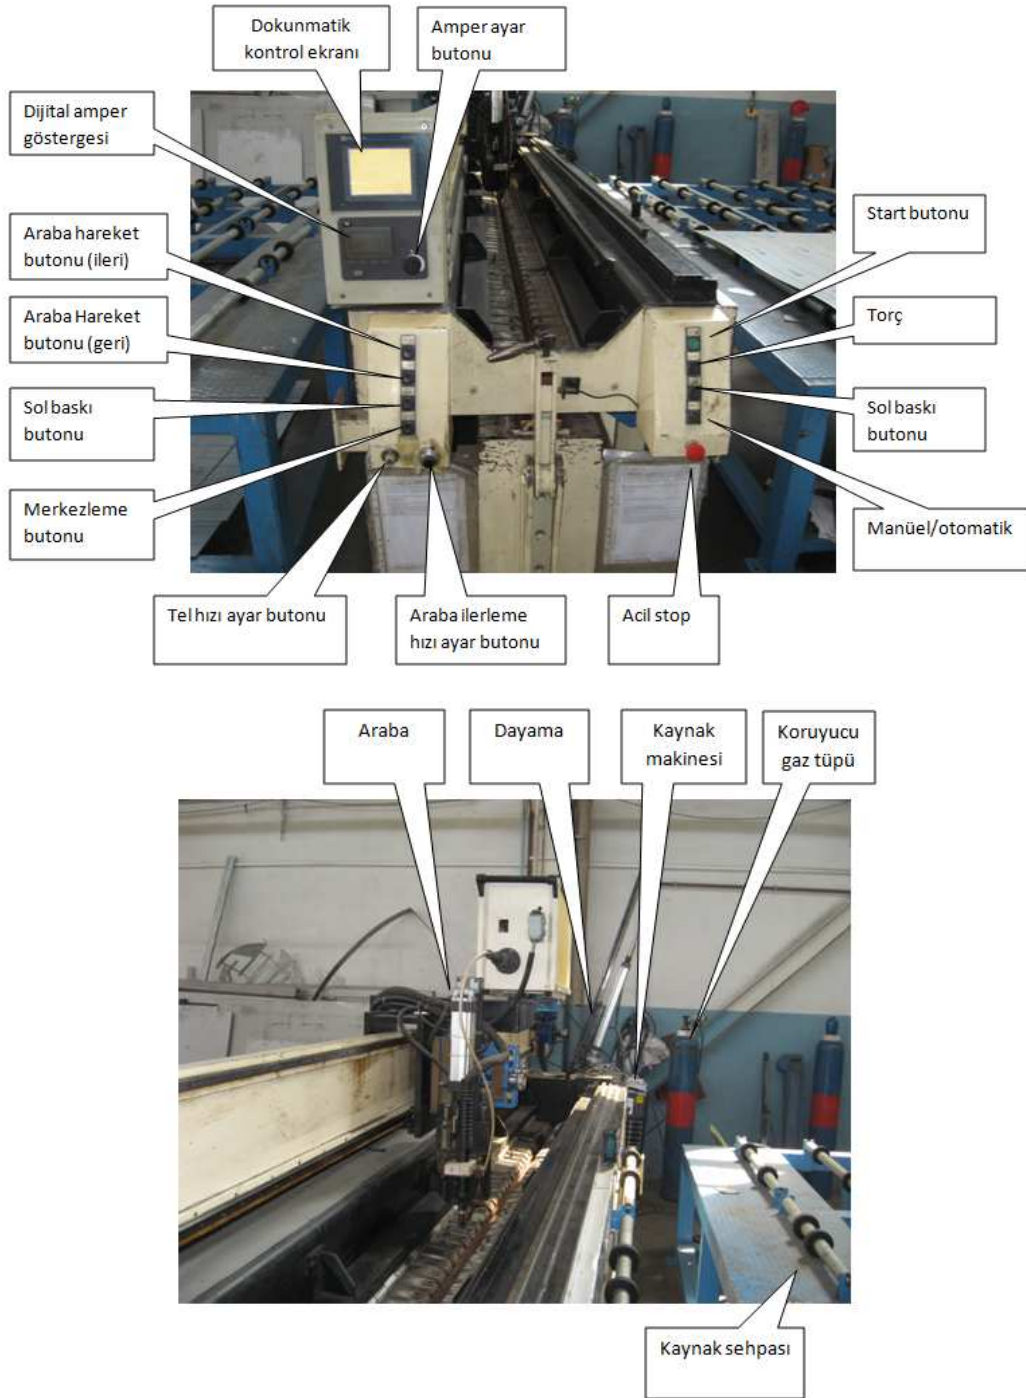 Dokunmatik
kontrol ekranı
Amper ayar
butonu
Dijital amper
göstergesi
Araba hareket
butonu (ileri)
Araba Hareket
butonu (geri)
Sol baskı
butonu
Merkezleme
butonu
Start butonu
Torç
Sol baskı
butonu
Manüel/otomatik
Tel hızı ayar butonu
Araba ilerleme
hızı ayar butonu
Acil stop
Araba
Dayama
Kaynak
makinesi
Koruyucu
gaz tüpü
Kaynak sehpası